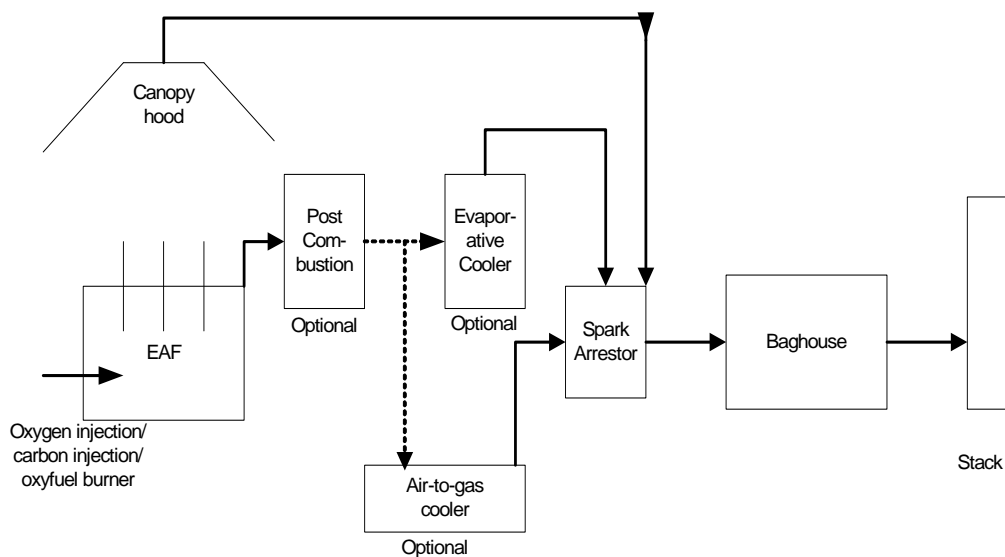 Canopy
hood
Post
Com-
bustion
Optional
Evapor-
ative
Cooler
Optional
EAF
Oxygen injection/
carbon injection/
oxyfuel burner
Spark
Arrestor
Baghouse
Stack
Air-to-gas
cooler
Optional